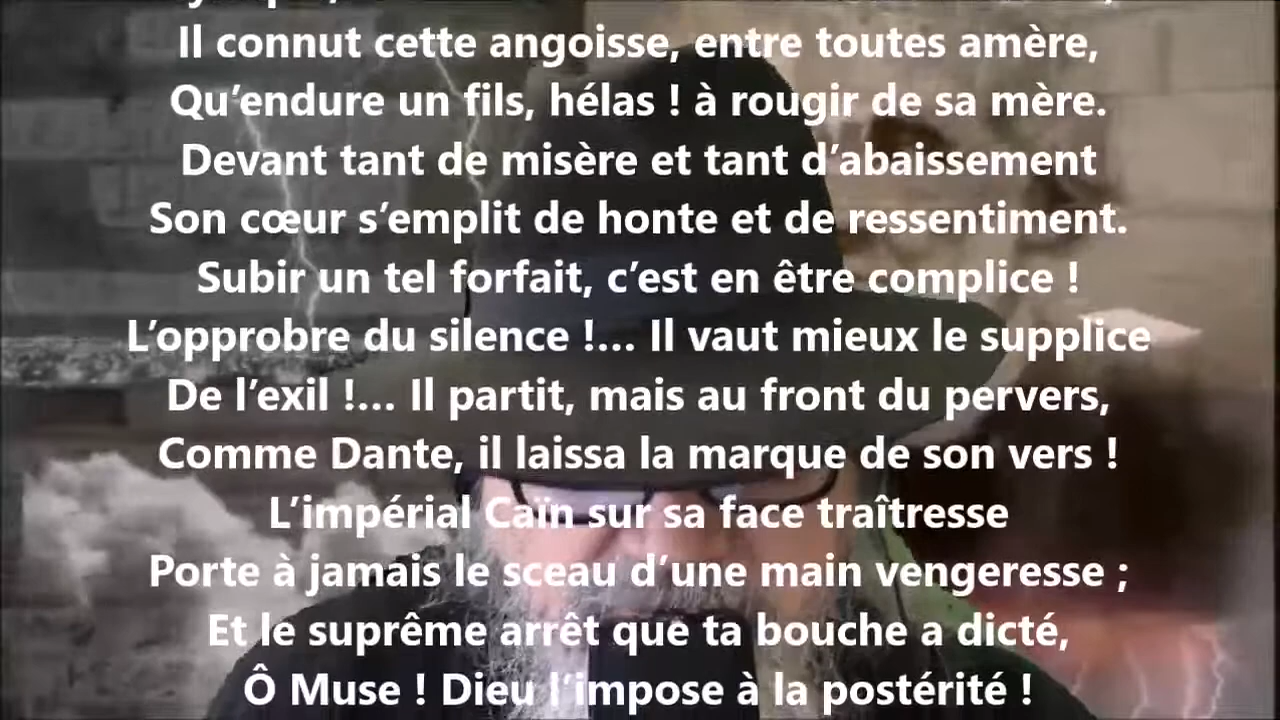 Il connut cette angoisse, entre toutes amère,
Qu’endure un fils, hélas ! à rougir de sa mère.
Devant tant de misère et tant d’abaissement
Son cœur s’emplit de honte et de ressentiment.
Subir un tel forfait, c’est en être complice !
L’opprobre du silence !... Il vaut mieux le supplice
De l’exil !... Il partit, mais au front du pervers,
Comme Dante, il laissa la marque de son vers !
L’impérial Caïn sur sa face traîtresse
Porte à jamais le sceau d’une main vengeresse ;
Et le suprême arrêt que ta bouche a dicté,
Ô Muse ! Dieu l’impose à la postérité !